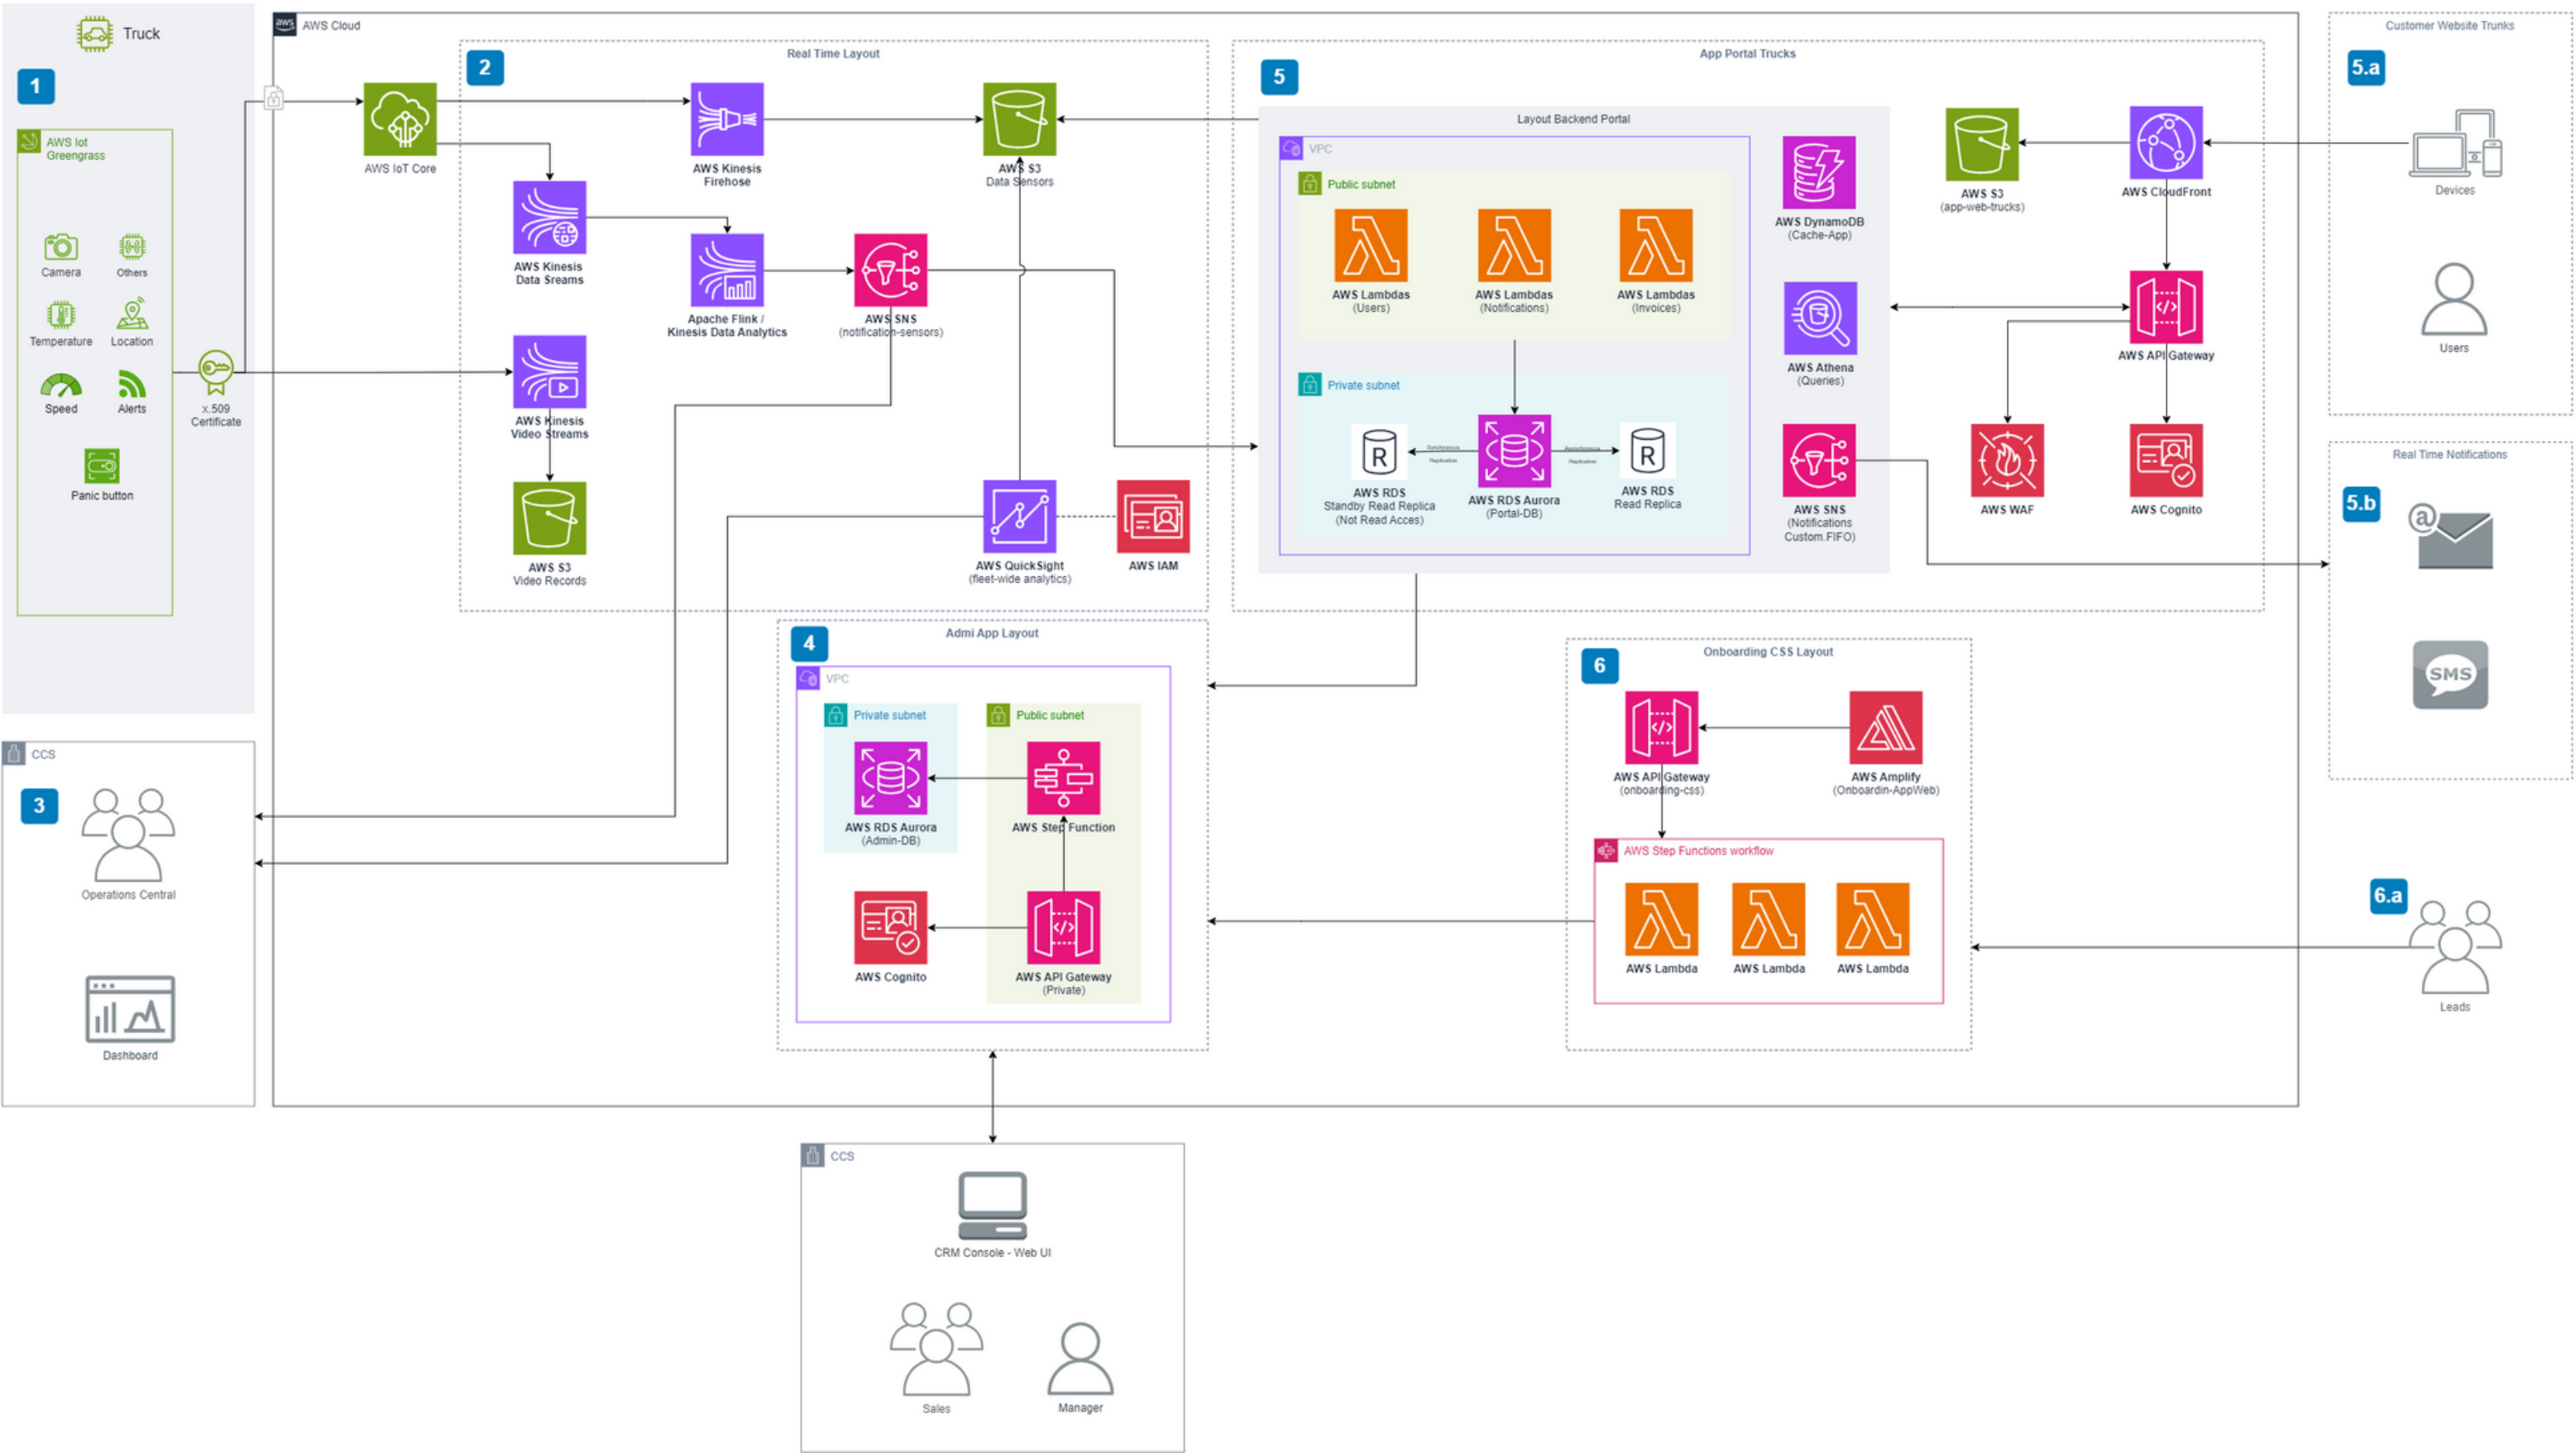 Truck
1
AWS Iot
Greengrass
Camera
Others
Temperature
Location
Speed
Alerts
Panic button
x.509
Certificate
aws
AWS Cloud
AWS IoT Core
2
Real Time Layout
AWS Kinesis
Firehose
AWS S3
Data Sensors
AWS Kinesis
Data Sreams
Apache Flink /
Kinesis Data Analytics
AWS SNS
(notification-sensors)
AWS Kinesis
Video Streams
AWS S3
Video Records
AWS QuickSight
(fleet-wide analytics)
AWS IAM
CCS
3
Operations Central
Dashboard
4
Admi App Layout
VPC
Private subnet
AWS RDS Aurora
(Admin-DB)
Public subnet
AWS Step Function
AWS Cognito
AWS API Gateway
(Private)
CCS
CRM Console - Web UI
Sales
Manager
5
App Portal Trucks
Layout Backend Portal
VPC
Public subnet
AWS Lambdas
(Users)
AWS Lambdas
(Notifications)
AWS Lambdas
(Invoices)
Private subnet
R
AWS RDS
Standby Read Replica
(Not Read Acces)
Synchronous
Replication
AWS RDS Aurora
(Portal-DB)
Asynchronous
Replication
R
AWS RDS
Read Replica
AWS DynamoDB
(Cache-App)
AWS Athena
(Queries)
AWS SNS
(Notifications
Custom.FIFO)
AWS S3
(app-web-trucks)
AWS CloudFront
AWS API Gateway
AWS WAF
AWS Cognito
Customer Website Trunks
5.a
Devices
Users
Real Time Notifications
5.b
@
SMS
6
Onboarding CSS Layout
AWS API Gateway
(onboarding-css)
AWS Amplify
(Onboardin-AppWeb)
AWS Step Functions workflow
AWS Lambda
AWS Lambda
AWS Lambda
6.a
Leads